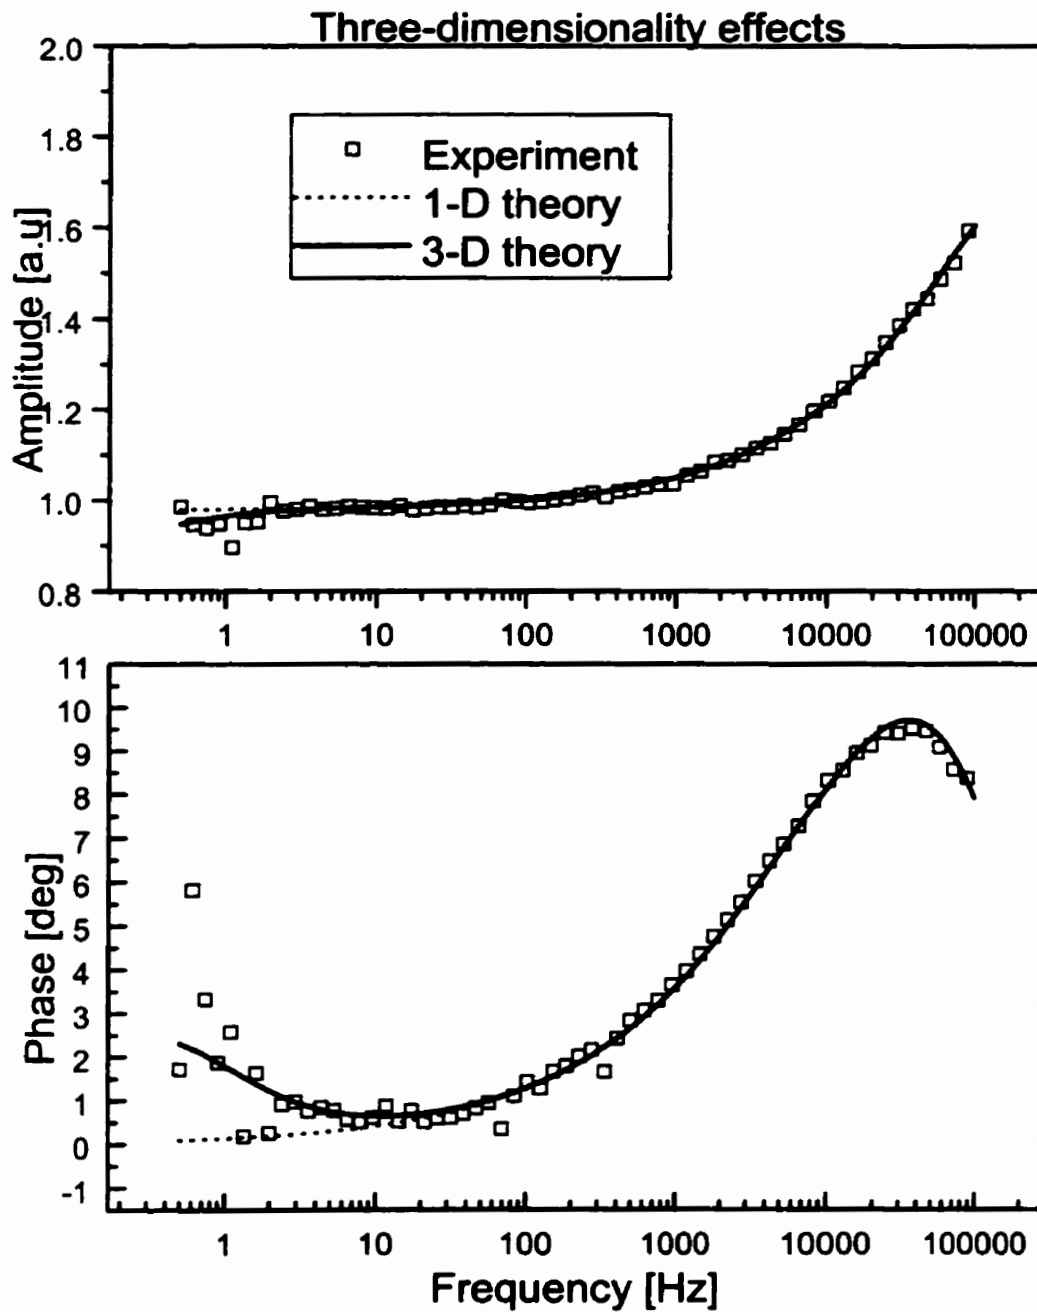 Three-dimensionality effects
2.0
1.8
1.6
1.4
1.2
1.0
0.8
Amplitude [a.u]
Experiment
1-D theory
3-D theory
1 10 100 1000 10000 100000
11
10
9
8
7
6
5
4
3
2
1
0
-1
Phase [deg]
1 10 100 1000 10000 100000
Frequency [Hz]